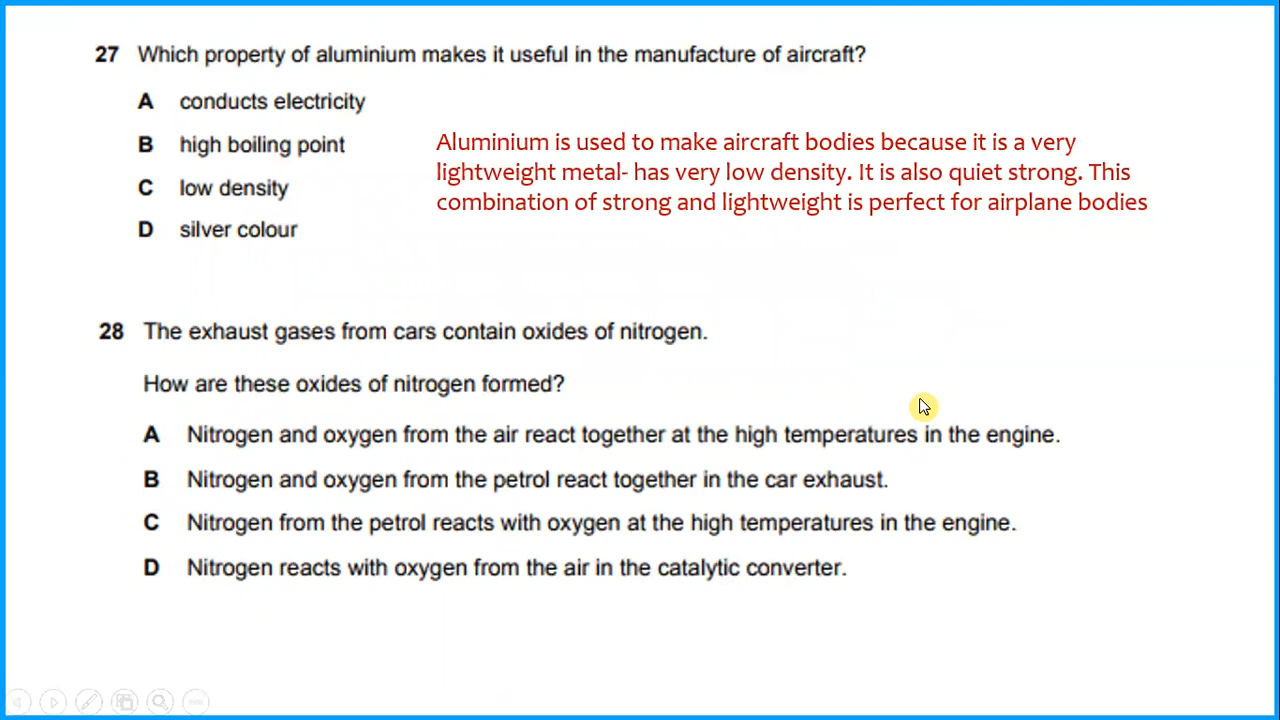 27 Which property of aluminium makes it useful in the manufacture of aircraft?
A conducts electricity
B high boiling point
C low density
D silver colour
Aluminium is used to make aircraft bodies because it is a very
lightweight metal- has very low density. It is also quiet strong. This
combination of strong and lightweight is perfect for airplane bodies
28 The exhaust gases from cars contain oxides of nitrogen.
How are these oxides of nitrogen formed?
A Nitrogen and oxygen from the air react together at the high temperatures in the engine.
B Nitrogen and oxygen from the petrol react together in the car exhaust.
C Nitrogen from the petrol reacts with oxygen at the high temperatures in the engine.
D Nitrogen reacts with oxygen from the air in the catalytic converter.